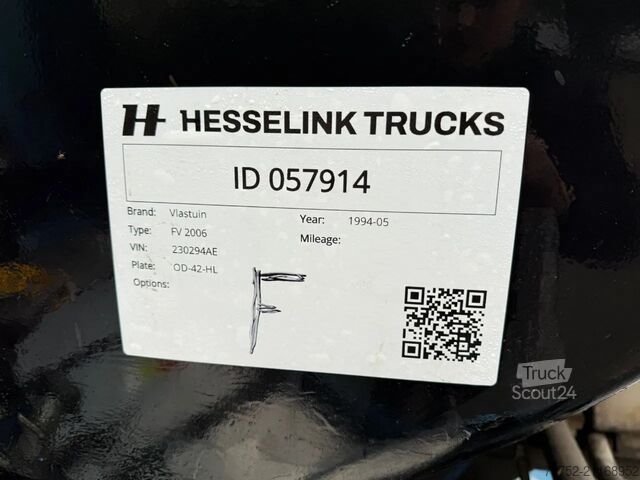 H HESSELINK TRUCKS
ID 057914
Brand: Vlastuin
Type: FV 2006
VIN: 230294AE
Plate: OD-42-HL
Options:
Year: 1994-05
Mileage:
F
Truck
Scout24